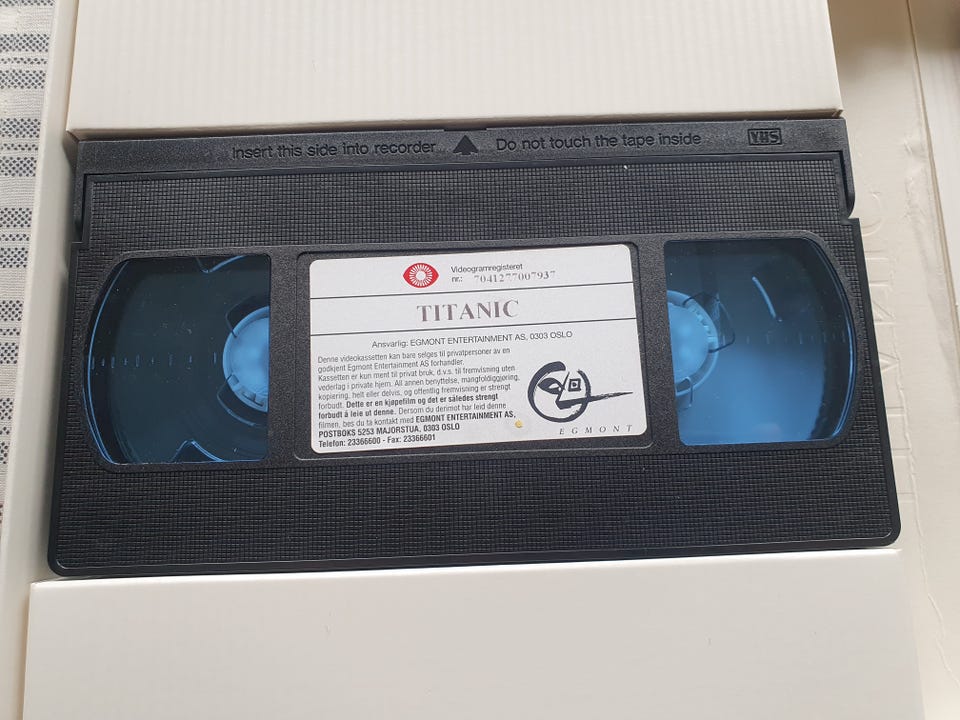 Insert this side into recorder Do not touch the tape inside VHS
Videogramregisteret
nr.: 7041277007937
TITANIC
Ansvarlig: EGMONT ENTERTAINMENT AS, 0303 OSLO
Denne videokassetten kan bare selges til privatpersoner av en
godkjent Egmont Entertainment AS forhandler.
Kassetten er kun ment til privat bruk, d.v.s. til fremvisning uten
vederlag i private hjem. All annen benyttelse, mangfoldiggjøring,
kopiering, helt eller delvis, og offentlig fremvisning er strengt
forbudt. Dette er en kjøpefilm og det er således strengt
forbudt å leie ut denne. Dersom du derimot har leid denne
filmen, bes du ta kontakt med EGMONT ENTERTAINMENT AS,
POSTBOKS 5253 MAJORSTUA, 0303 OSLO
Telefon: 23366600 - Fax: 23366601
EGMONT